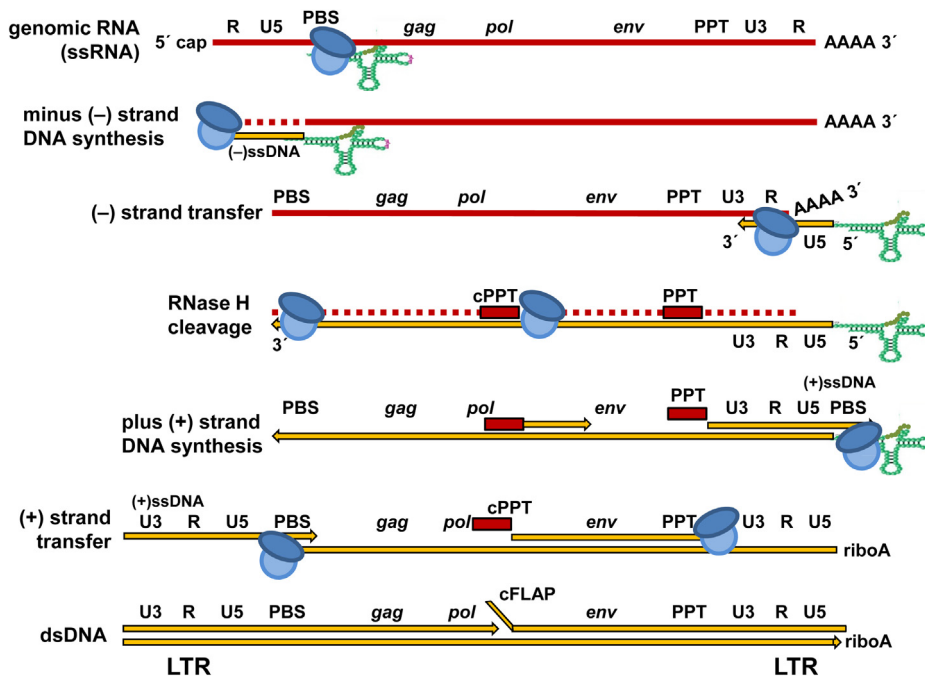 genomic RNA
(ssRNA)
5´ cap
R U5 PBS gag pol env PPT U3 R
AAAA 3´
minus (–) strand
DNA synthesis
(–)ssDNA
AAAA 3´
(–) strand transfer
PBS gag pol env PPT U3 R AAAA 3´
3´ U5 5´
RNase H
cleavage
cPPT PPT
3´ U3 R U5 5´
plus (+) strand
DNA synthesis
(+)ssDNA
PBS gag pol env PPT U3 R U5 PBS
(+) strand
transfer
(+)ssDNA
cPPT
U3 R U5 PBS gag pol env PPT U3 R U5
riboA
dsDNA
cFLAP
U3 R U5 PBS gag pol env PPT U3 R U5
riboA
LTR LTR